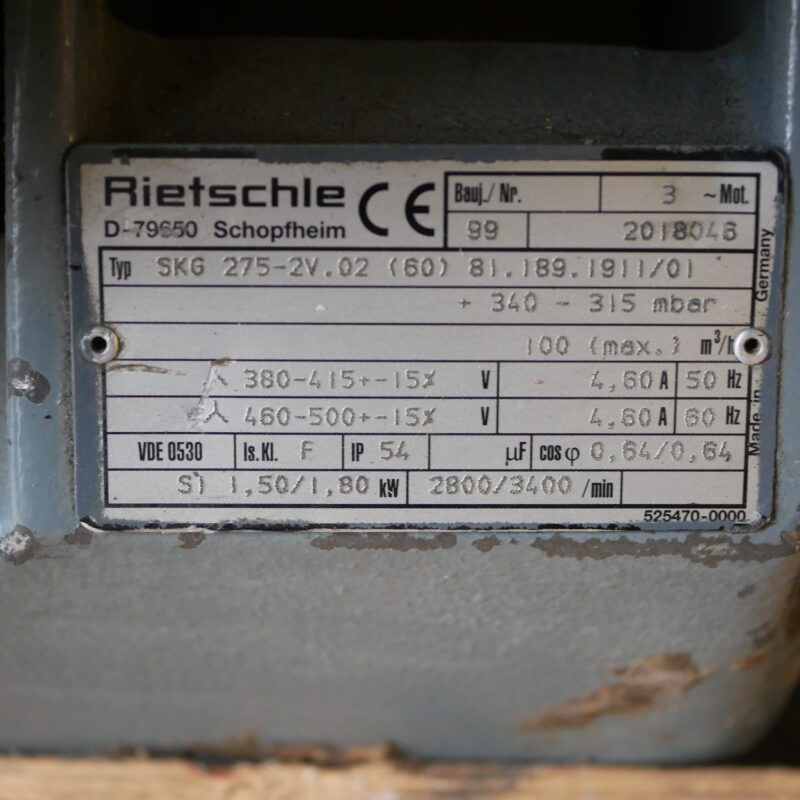 Rietschle CE Bauj./Nr. 3 ~ Mot.
D-79650 Schopfheim 99 2018046
Typ SKG 275-2V.02 (60) 81.189.1911/01
+ 340 - 315 mbar
100 (max.) m³/h
380-415+-15% V 4,60 A 50 Hz
460-500+-15% V 4,60 A 60 Hz
VDE 0530 Is.Kl. F IP 54 µF cos φ 0,64/0,64
S) 1,50/1,80 kW 2800/3400 /min
525470-0000
Made in Germany